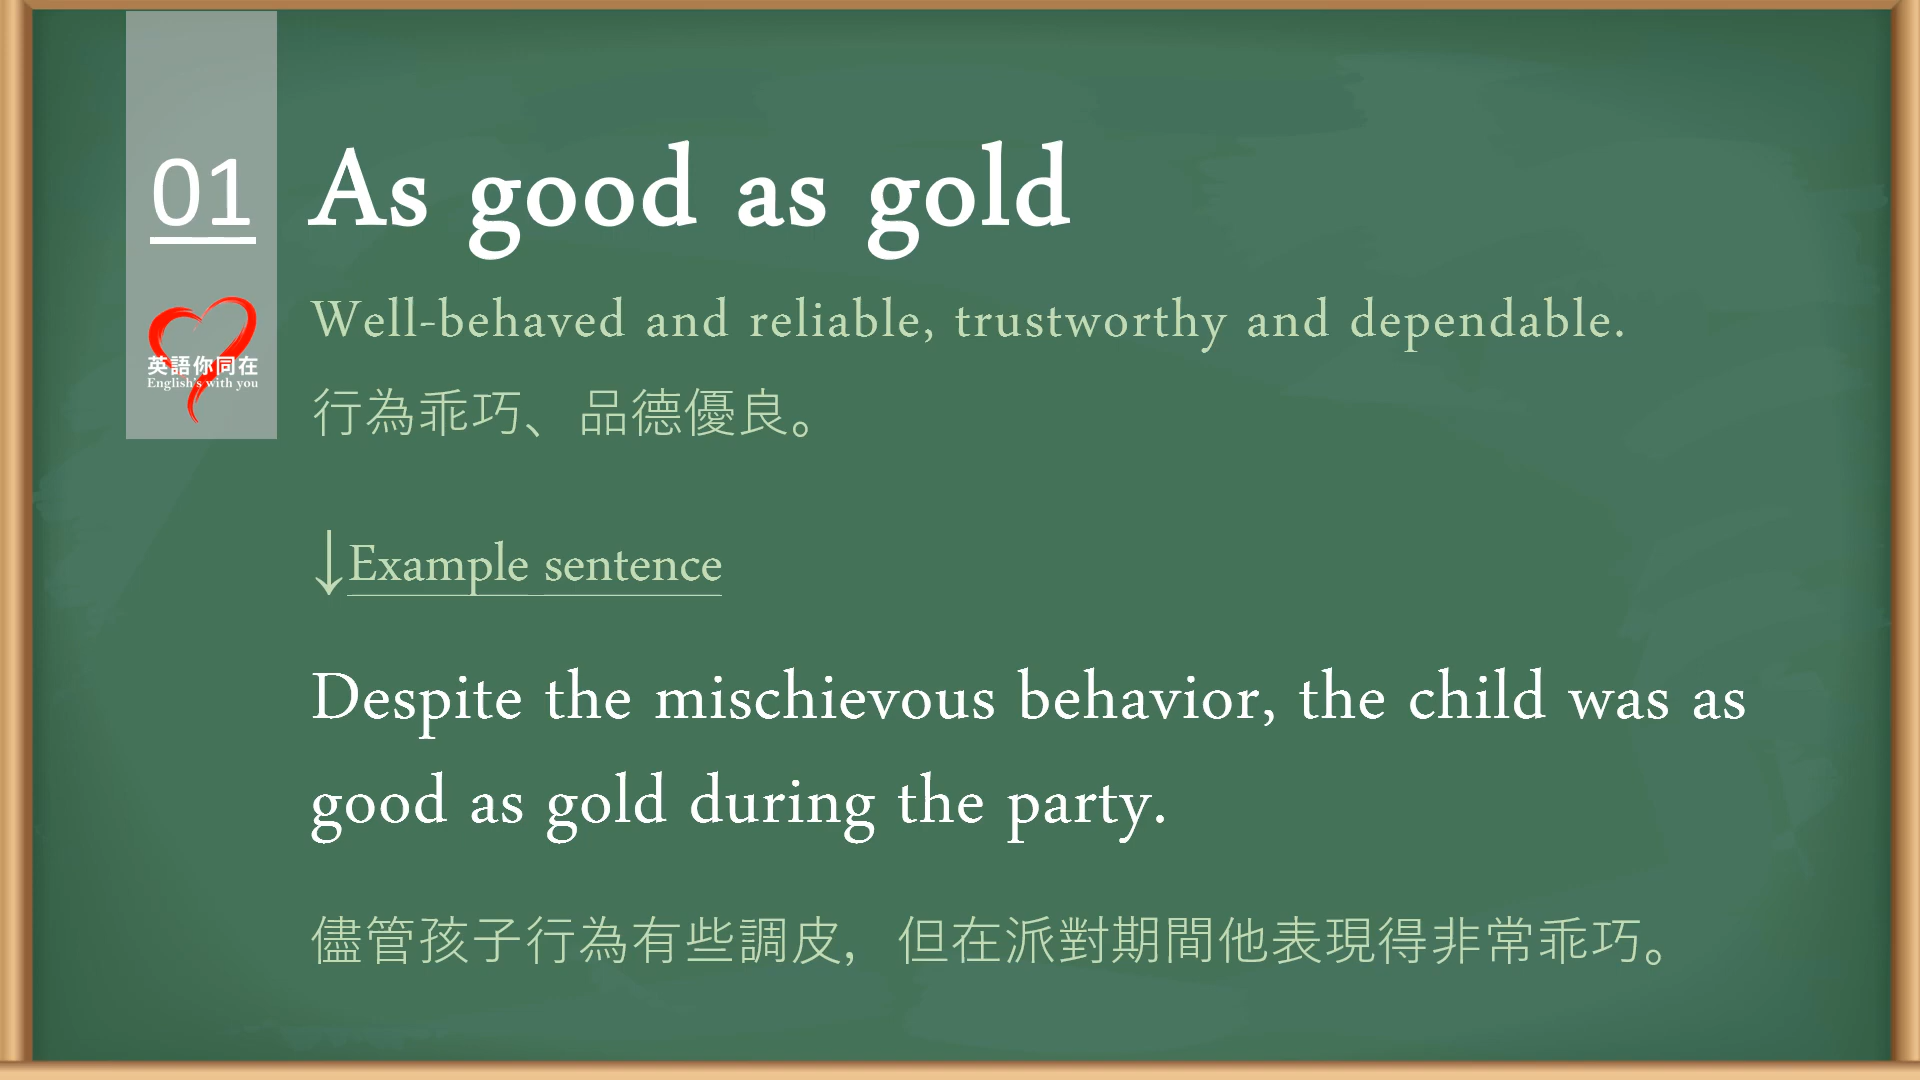 01
As good as gold
英語你同在
English's with you
Well-behaved and reliable, trustworthy and dependable.
行為乖巧、品德優良。
↓Example sentence
Despite the mischievous behavior, the child was as
good as gold during the party.
儘管孩子行為有些調皮，但在派對期間他表現得非常乖巧。